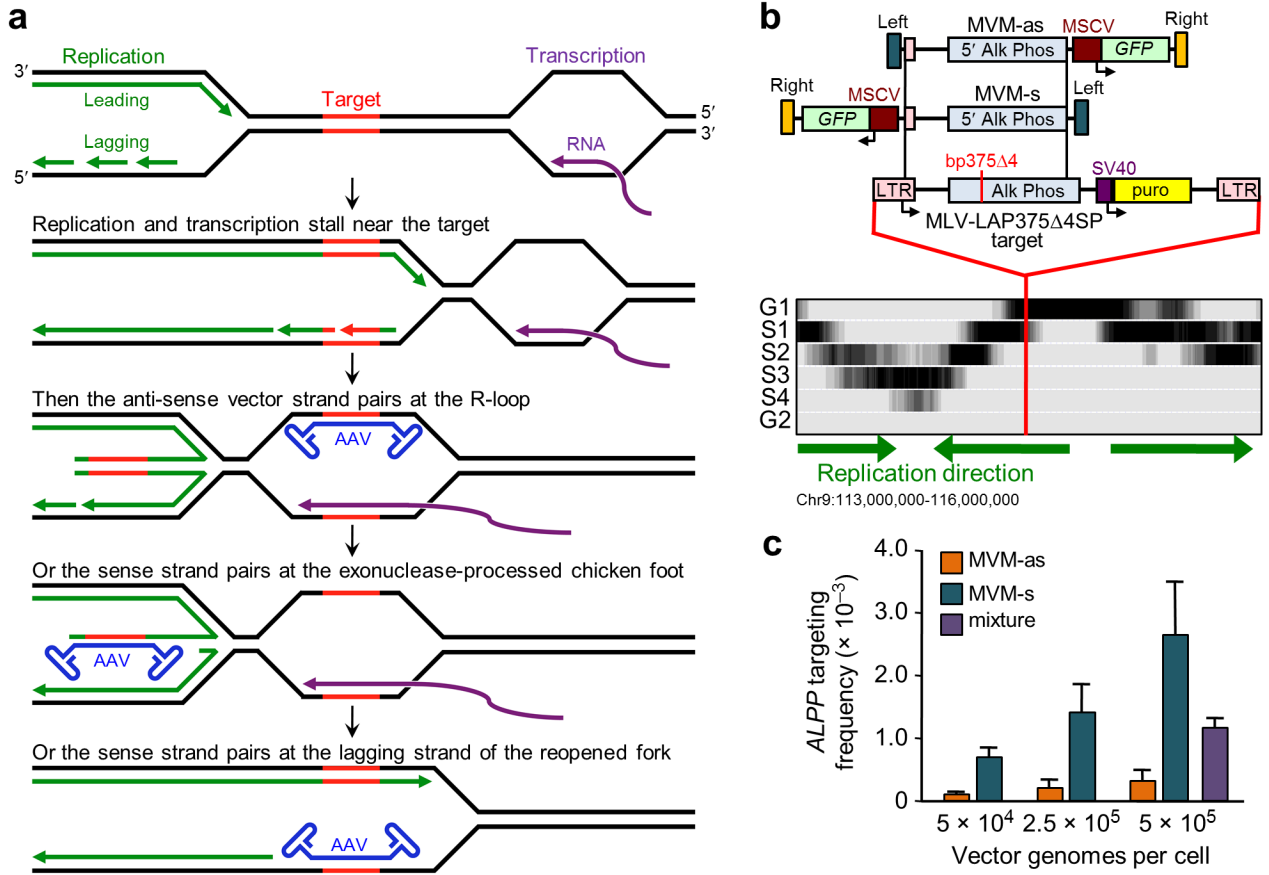 a
Replication
Transcription
3′
Leading
Target
5′
3′
Lagging
RNA
5′
Replication and transcription stall near the target
Then the anti-sense vector strand pairs at the R-loop
AAV
Or the sense strand pairs at the exonuclease-processed chicken foot
AAV
Or the sense strand pairs at the lagging strand of the reopened fork
AAV
b
Left
MVM-as
MSCV
Right
5′ Alk Phos
GFP
Right
MSCV
MVM-s
Left
GFP
5′ Alk Phos
bp375Δ4
SV40
LTR
Alk Phos
puro
LTR
MLV-LAP375Δ4SP
target
G1
S1
S2
S3
S4
G2
Replication direction
Chr9:113,000,000-116,000,000
c
ALPP targeting
frequency (× 10⁻³)
4.0
3.0
2.0
1.0
0
MVM-as
MVM-s
mixture
5 × 10⁴ 2.5 × 10⁵ 5 × 10⁵
Vector genomes per cell